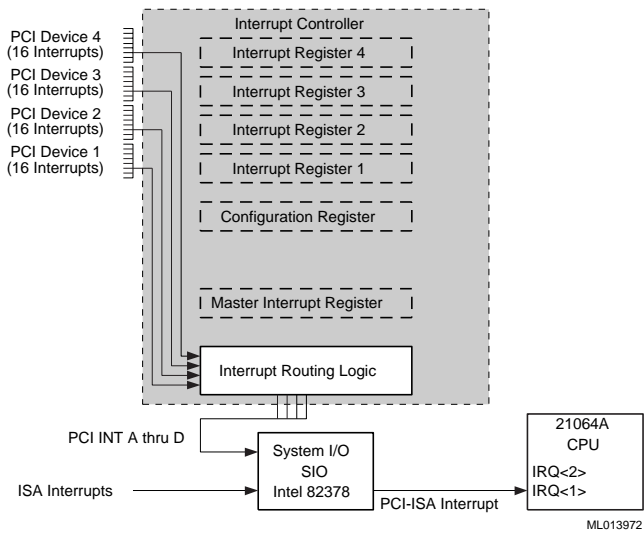 Interrupt Controller
PCI Device 4
(16 Interrupts)
Interrupt Register 4
PCI Device 3
(16 Interrupts)
Interrupt Register 3
PCI Device 2
(16 Interrupts)
Interrupt Register 2
PCI Device 1
(16 Interrupts)
Interrupt Register 1
Configuration Register
Master Interrupt Register
Interrupt Routing Logic
PCI INT A thru D
System I/O
SIO
Intel 82378
ISA Interrupts
PCI-ISA Interrupt
21064A
CPU
IRQ<2>
IRQ<1>
ML013972